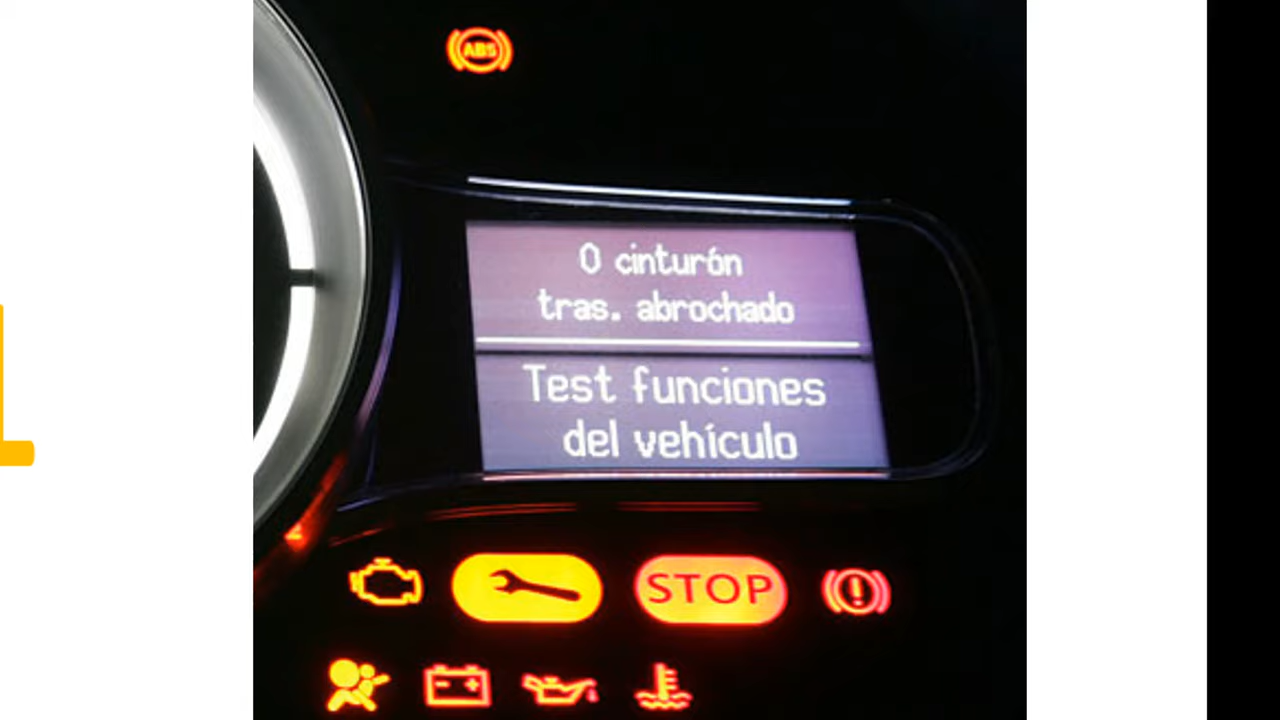 ABS
0 cinturón
tras. abrochado
Test funciones
del vehículo
STOP